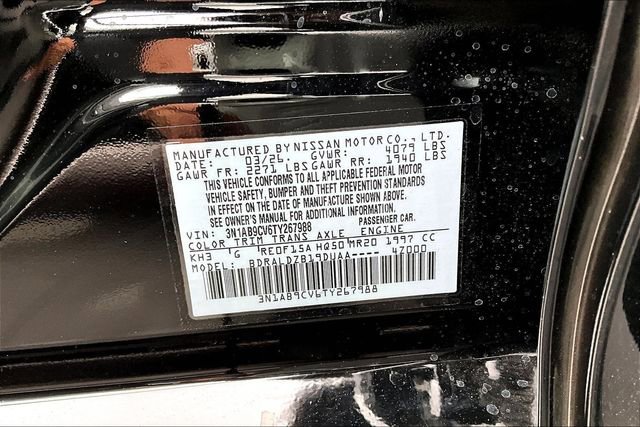 MANUFACTURED BY NISSAN MOTOR CO., LTD.
DATE: 03/26 GVWR: 4079 LBS
GAWR FR: 2271 LBS GAWR RR: 1940 LBS
THIS VEHICLE CONFORMS TO ALL APPLICABLE FEDERAL MOTOR
VEHICLE SAFETY, BUMPER AND THEFT PREVENTION STANDARDS
IN EFFECT ON THE DATE OF MANUFACTURE SHOWN ABOVE.
SEE OWNER'S MANUAL FOR ADDITIONAL INFORMATION.
VIN: 3N1AB9CV6TY267988 PASSENGER CAR.
COLOR TRIM TRANS AXLE ENGINE
KH3 G RE0F15A HQ50 MR20 1997 CC
MODEL: BDRALDZB19DUAA---- 47000
3N1AB9CV6TY267988